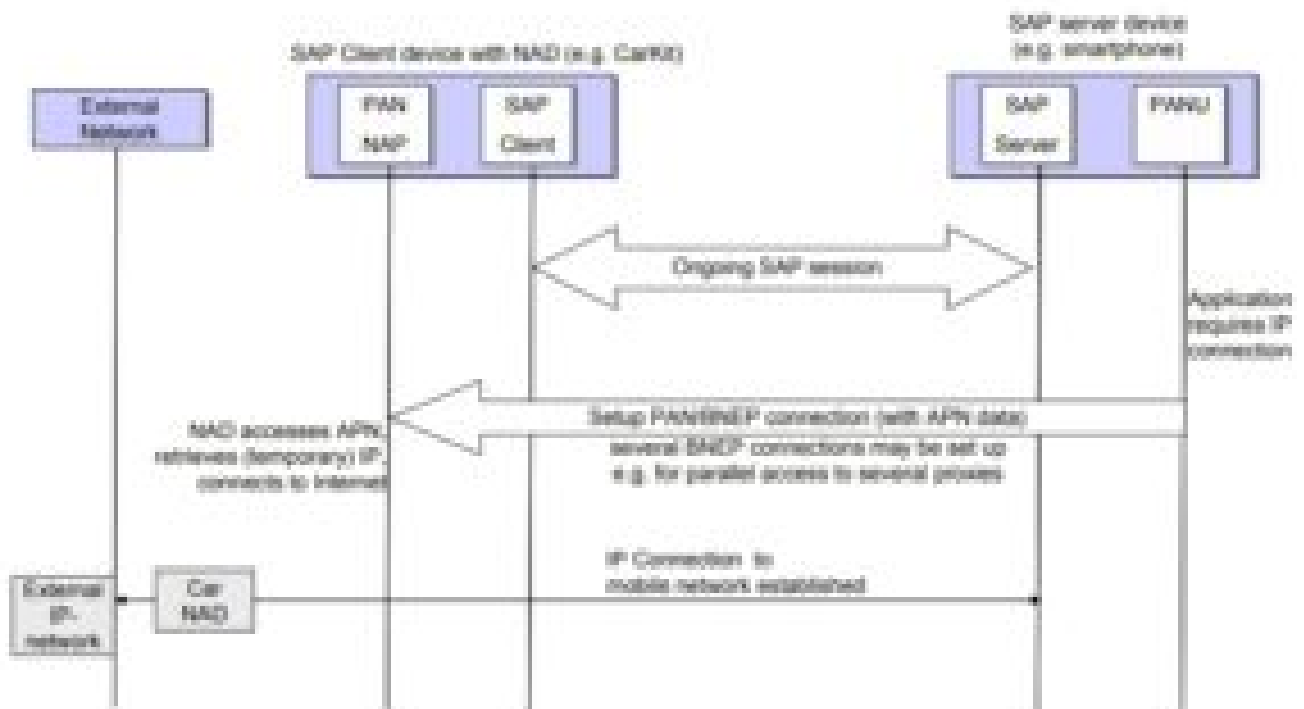 SAP server device
(e.g. smartphone)
SAP Client device with NAD (e.g. CarKit)
External
Network
PAN
NAP
SAP
Client
SAP
Server
PANU
Ongoing SAP session
Application
requires IP
connection
Setup PAN/BNEP connection (with APN data)
several BNEP connections may be set up
e.g. for parallel access to several proxies
NAD accesses APN,
retrieves (temporary) IP,
connects to Internet
IP Connection to
mobile network established
External
IP-
network
Car
NAD